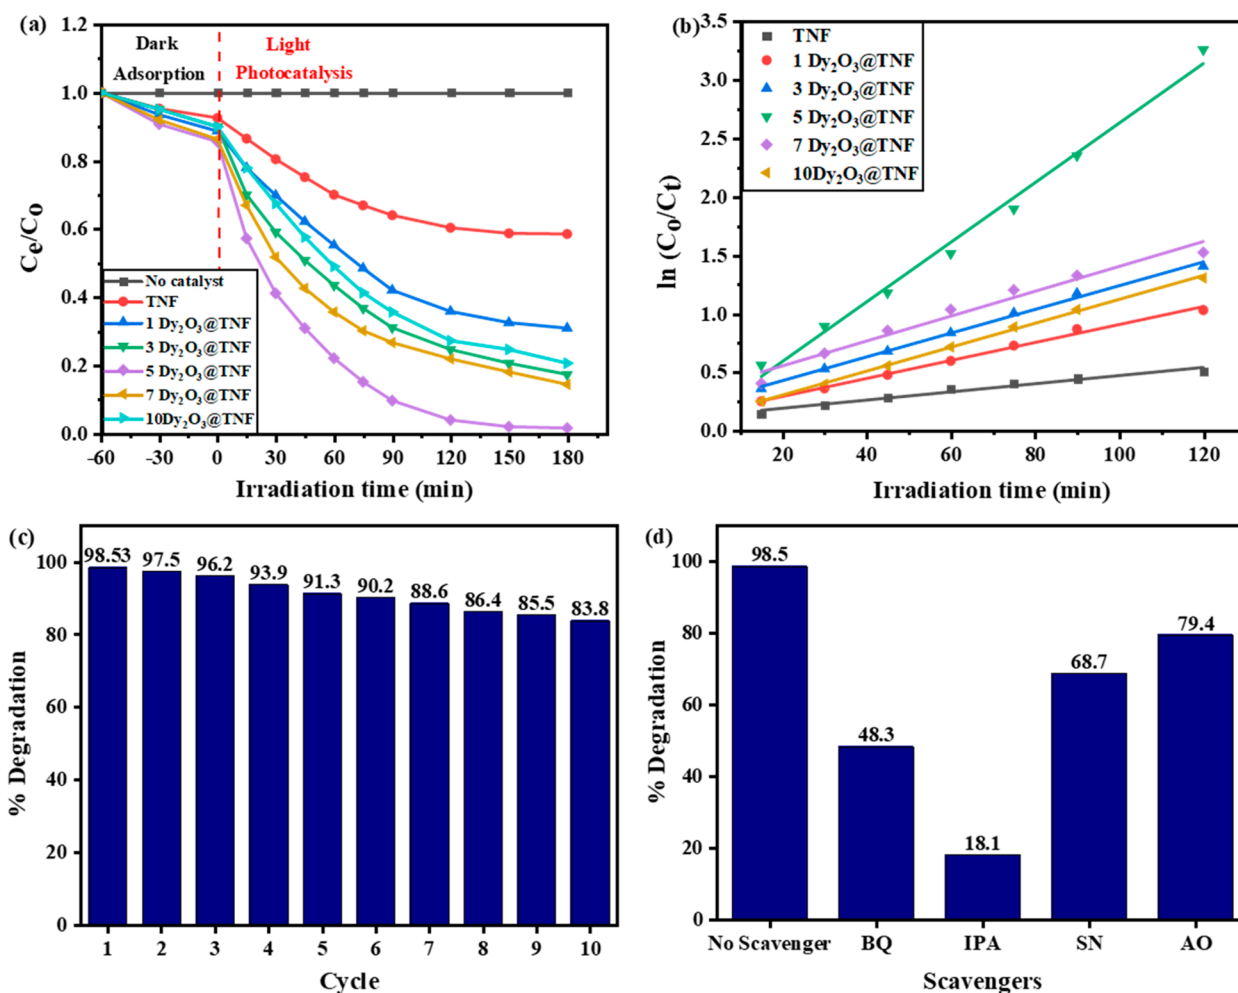 (a)
1.2
1.0
0.8
0.6
0.4
0.2
0.0
Ce/Co
Dark
Adsorption
Light
Photocatalysis
No catalyst
TNF
1 Dy₂O₃@TNF
3 Dy₂O₃@TNF
5 Dy₂O₃@TNF
7 Dy₂O₃@TNF
10Dy₂O₃@TNF
-60 -30 0 30 60 90 120 150 180
Irradiation time (min)
(b)
3.5
3.0
2.5
2.0
1.5
1.0
0.5
0.0
ln (Co/Ct)
TNF
1 Dy₂O₃@TNF
3 Dy₂O₃@TNF
5 Dy₂O₃@TNF
7 Dy₂O₃@TNF
10Dy₂O₃@TNF
20 40 60 80 100 120
Irradiation time (min)
(c)
100
80
60
40
20
0
% Degradation
98.53 97.5 96.2 93.9 91.3 90.2 88.6 86.4 85.5 83.8
1 2 3 4 5 6 7 8 9 10
Cycle
(d)
100
80
60
40
20
0
% Degradation
98.5 48.3 18.1 68.7 79.4
No Scavenger BQ IPA SN AO
Scavengers